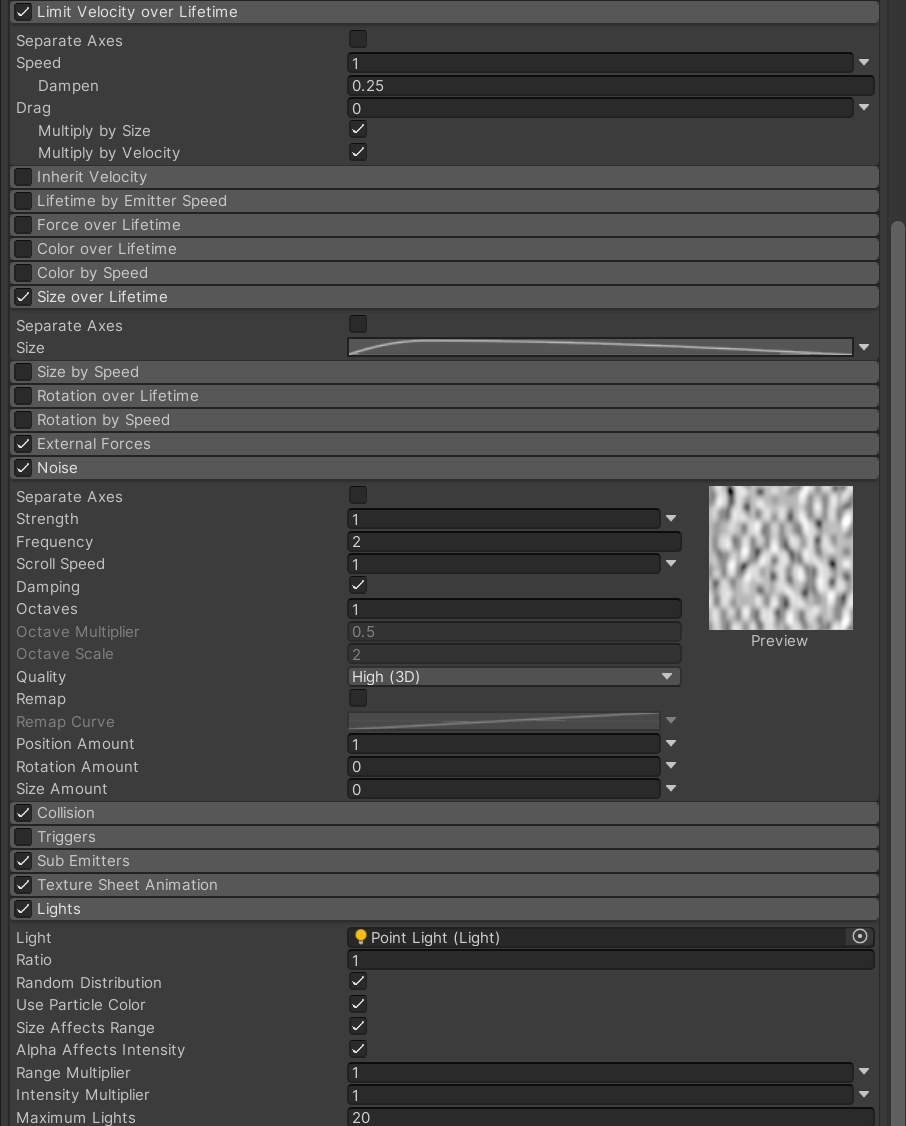 Limit Velocity over Lifetime
Separate Axes
Speed 1
Dampen 0.25
Drag 0
Multiply by Size
Multiply by Velocity
Inherit Velocity
Lifetime by Emitter Speed
Force over Lifetime
Color over Lifetime
Color by Speed
Size over Lifetime
Separate Axes
Size
Size by Speed
Rotation over Lifetime
Rotation by Speed
External Forces
Noise
Separate Axes
Strength 1
Frequency 2
Scroll Speed 1
Damping
Octaves 1
Octave Multiplier 0.5
Preview
Octave Scale 2
Quality High (3D)
Remap
Remap Curve
Position Amount 1
Rotation Amount 0
Size Amount 0
Collision
Triggers
Sub Emitters
Texture Sheet Animation
Lights
Light Point Light (Light)
Ratio 1
Random Distribution
Use Particle Color
Size Affects Range
Alpha Affects Intensity
Range Multiplier 1
Intensity Multiplier 1
Maximum Lights 20